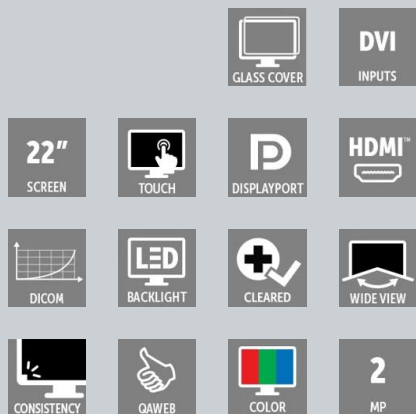 GLASS COVER
DVI
INPUTS
22"
SCREEN
TOUCH
DISPLAYPORT
HDMI™
DICOM
LED
BACKLIGHT
CLEARED
WIDE VIEW
CONSISTENCY
QAWEB
COLOR
2
MP